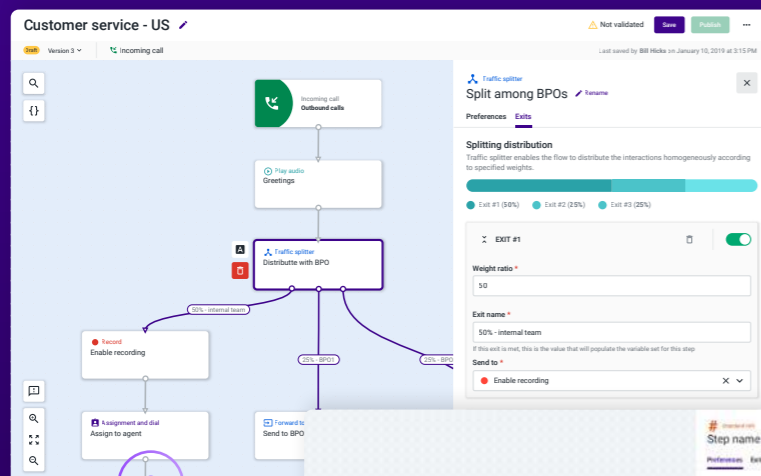 Customer service - US
Not validated
Save
Publish
Draft
Version 3
Incoming call
Last saved by Bill Hicks on January 10, 2019 at 3:15 PM
{}
Incoming call
Outbound calls
Play audio
Greetings
A
Traffic splitter
Distributte with BPO
50% - internal team
25% - BPO1
25% - BPO
Record
Enable recording
Assignment and dial
Assign to agent
Forward to
Send to BPO
Traffic splitter
Split among BPOs
Rename
Preferences
Exits
Splitting distribution
Traffic splitter enables the flow to distribute the interactions homogeneously according
to specified weights.
Exit #1 (50%)
Exit #2 (25%)
Exit #3 (25%)
EXIT #1
Weight ratio *
50
Exit name *
50% - internal team
If this exit is met, this is the value that will populate the variable set for this step
Send to *
Enable recording
Step name
Preferences
Exi